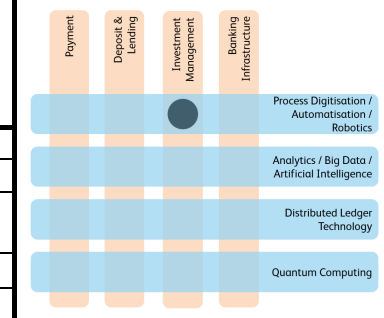 Payment
Deposit &
Lending
Investment
Management
Banking
Infrastructure
Process Digitisation /
Automatisation /
Robotics
Analytics / Big Data /
Artificial Intelligence
Distributed Ledger
Technology
Quantum Computing